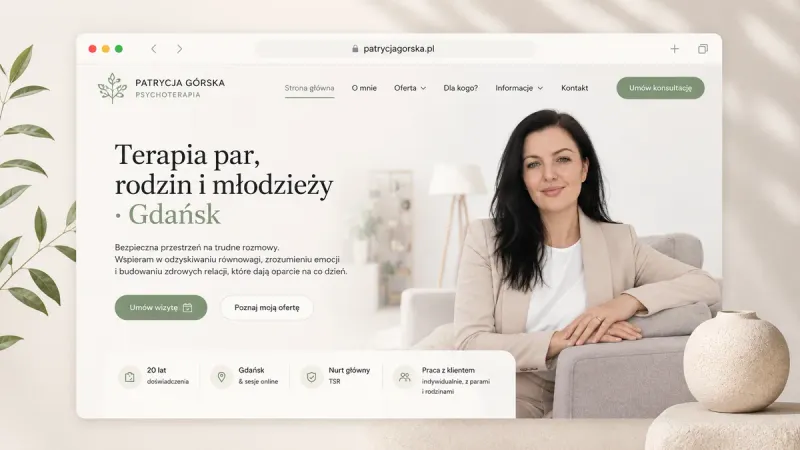 patrycjagorska.pl
PATRYCJA GÓRSKA
PSYCHOTERAPIA
Strona główna
O mnie
Oferta
Dla kogo?
Informacje
Kontakt
Umów konsultację
Terapia par,
rodzin i młodzieży
· Gdańsk
Bezpieczna przestrzeń na trudne rozmowy.
Wspieram w odzyskiwaniu równowagi, zrozumieniu emocji
i budowaniu zdrowych relacji, które dają oparcie na co dzień.
Umów wizytę
Poznaj moją ofertę
20 lat
doświadczenia
Gdańsk
& sesje online
Nurt główny
TSR
Praca z klientem
indywidualnie, z parami
i rodzinami